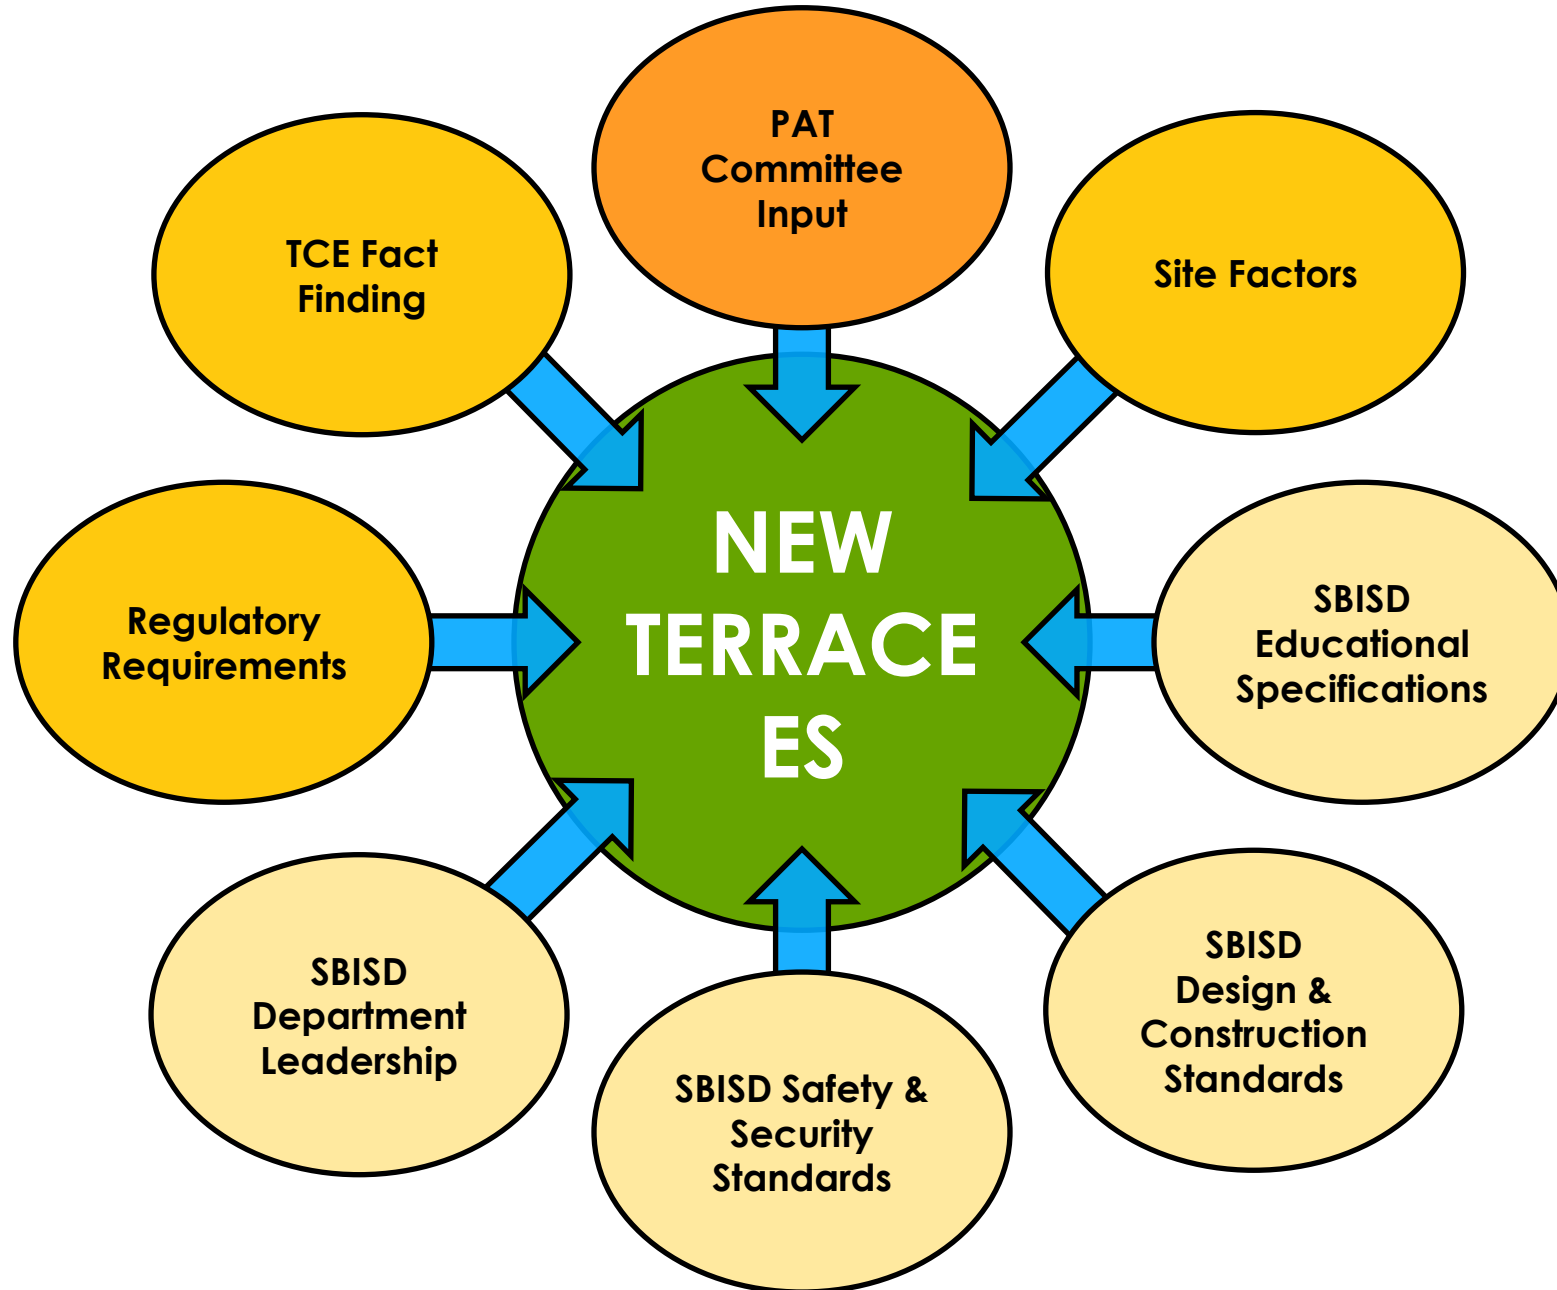 PAT
Committee
Input
TCE Fact
Finding
Site Factors
NEW
TERRACE
ES
Regulatory
Requirements
SBISD
Educational
Specifications
SBISD
Department
Leadership
SBISD Safety &
Security
Standards
SBISD
Design &
Construction
Standards